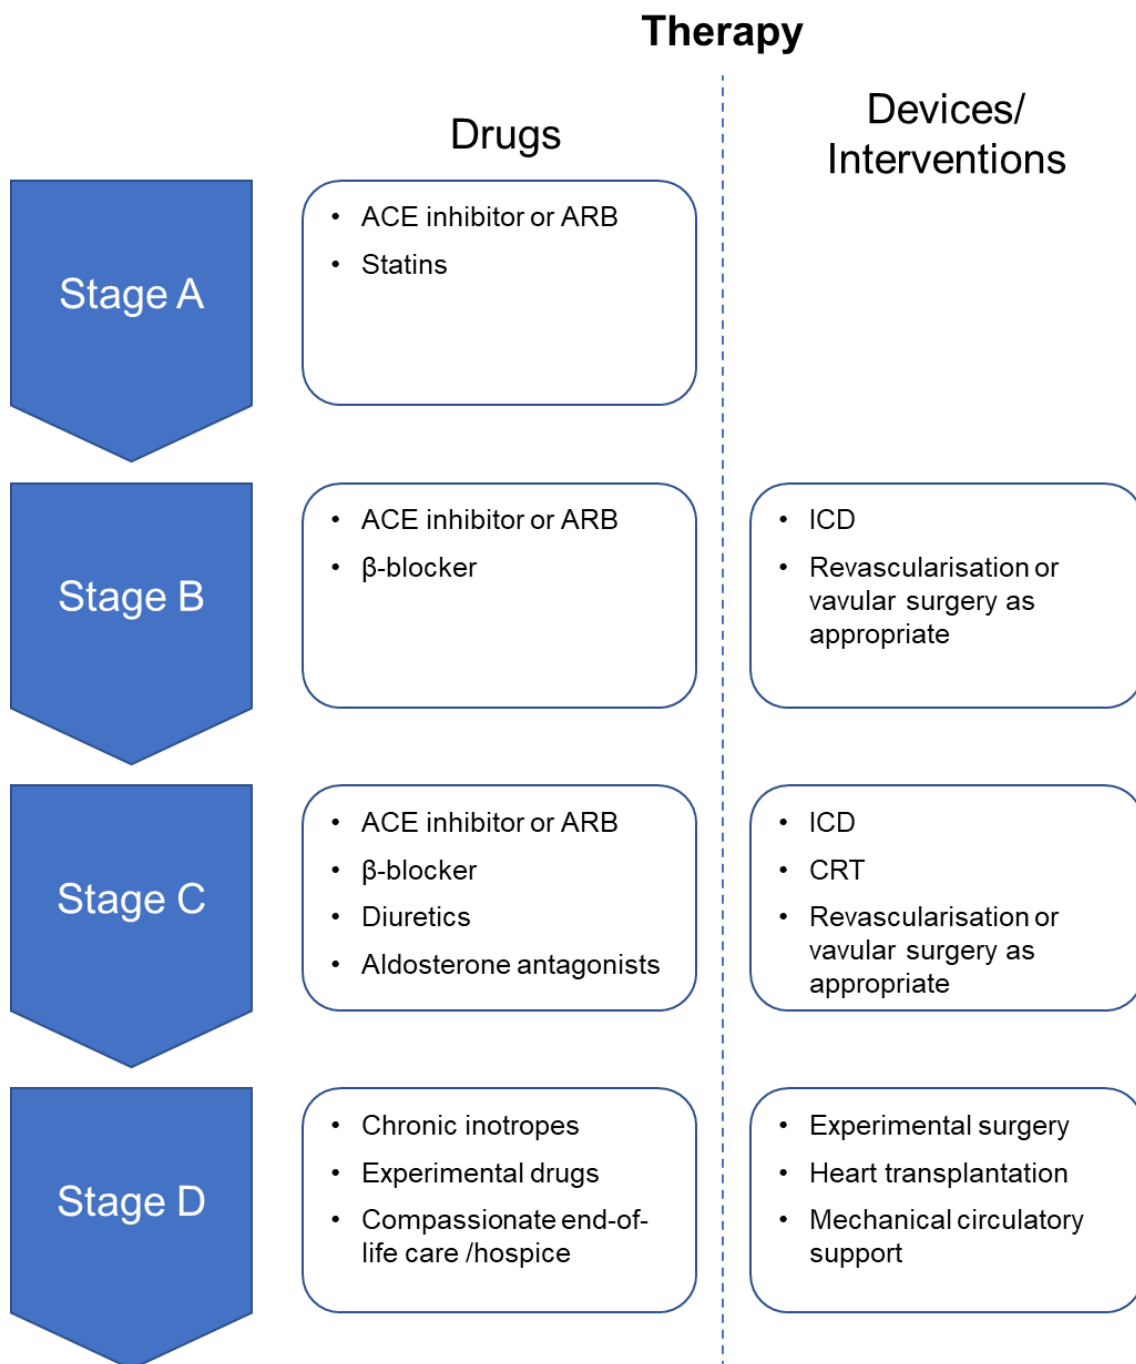 Therapy
Drugs
Devices/
Interventions
Stage A
• ACE inhibitor or ARB
• Statins
Stage B
• ACE inhibitor or ARB
• β-blocker
• ICD
• Revascularisation or
vavular surgery as
appropriate
Stage C
• ACE inhibitor or ARB
• β-blocker
• Diuretics
• Aldosterone antagonists
• ICD
• CRT
• Revascularisation or
vavular surgery as
appropriate
Stage D
• Chronic inotropes
• Experimental drugs
• Compassionate end-of-
life care /hospice
• Experimental surgery
• Heart transplantation
• Mechanical circulatory
support